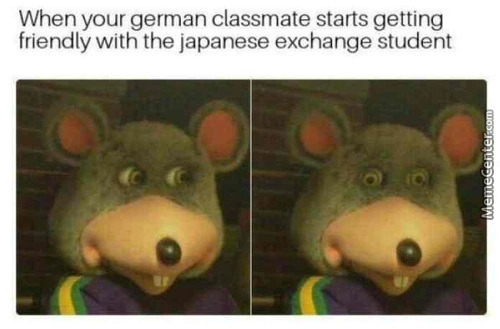 When your german classmate starts getting
friendly with the japanese exchange student
MemeCenter.com